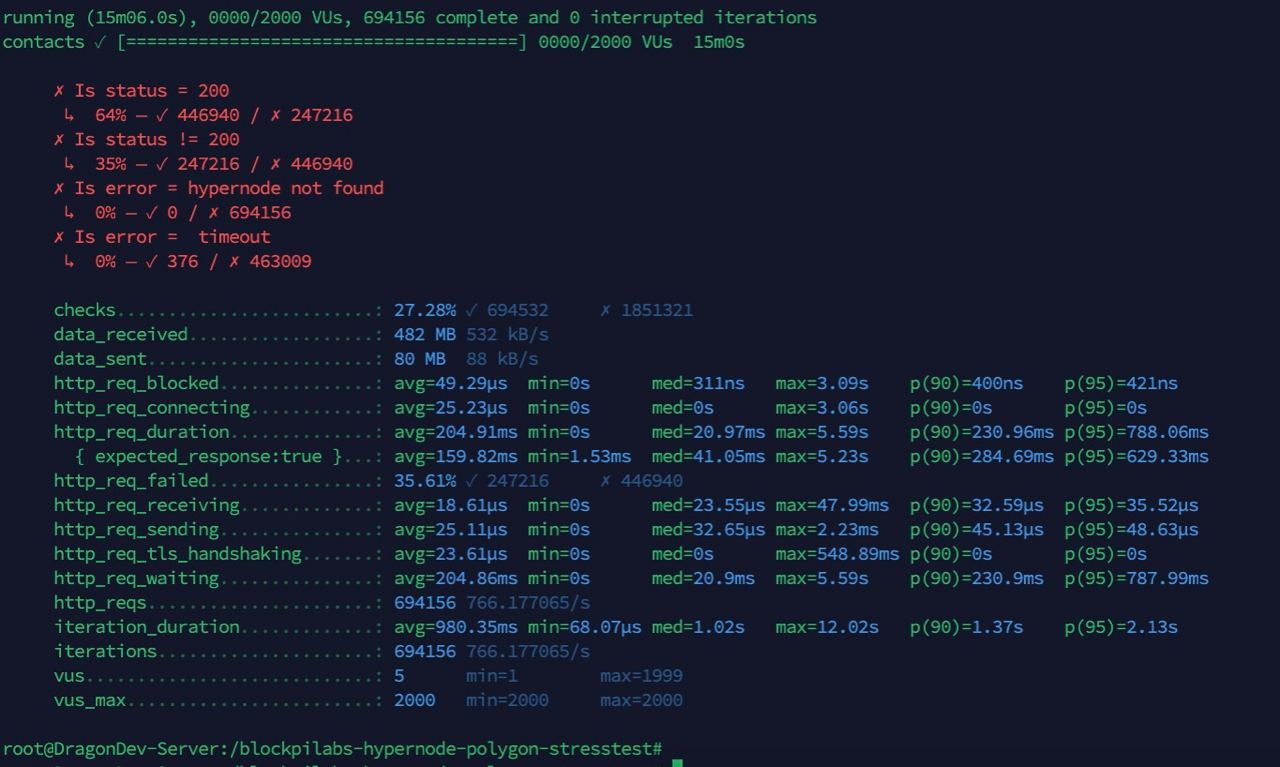 running (15m06.0s), 0000/2000 VUs, 694156 complete and 0 interrupted iterations
contacts ✓ [======================================] 0000/2000 VUs  15m0s
✗ Is status = 200
↳  64% — ✓ 446940 / ✗ 247216
✗ Is status != 200
↳  35% — ✓ 247216 / ✗ 446940
✗ Is error = hypernode not found
↳  0% — ✓ 0 / ✗ 694156
✗ Is error =  timeout
↳  0% — ✓ 376 / ✗ 463009
checks.........................: 27.28% ✓ 694532     ✗ 1851321
data_received..................: 482 MB 532 kB/s
data_sent......................: 80 MB  88 kB/s
http_req_blocked...............: avg=49.29µs  min=0s      med=311ns   max=3.09s    p(90)=400ns    p(95)=421ns
http_req_connecting............: avg=25.23µs  min=0s      med=0s      max=3.06s    p(90)=0s       p(95)=0s
http_req_duration..............: avg=204.91ms min=0s      med=20.97ms max=5.59s    p(90)=230.96ms p(95)=788.06ms
{ expected_response:true }...: avg=159.82ms min=1.53ms  med=41.05ms max=5.23s    p(90)=284.69ms p(95)=629.33ms
http_req_failed................: 35.61% ✓ 247216     ✗ 446940
http_req_receiving.............: avg=18.61µs  min=0s      med=23.55µs max=47.99ms  p(90)=32.59µs  p(95)=35.52µs
http_req_sending...............: avg=25.11µs  min=0s      med=32.65µs max=2.23ms   p(90)=45.13µs  p(95)=48.63µs
http_req_tls_handshaking.......: avg=23.61µs  min=0s      med=0s      max=548.89ms p(90)=0s       p(95)=0s
http_req_waiting...............: avg=204.86ms min=0s      med=20.9ms  max=5.59s    p(90)=230.9ms  p(95)=787.99ms
http_reqs......................: 694156 766.177065/s
iteration_duration.............: avg=980.35ms min=68.07µs med=1.02s   max=12.02s   p(90)=1.37s    p(95)=2.13s
iterations.....................: 694156 766.177065/s
vus............................: 5      min=1        max=1999
vus_max........................: 2000   min=2000     max=2000
root@DragonDev-Server:/blockpilabs-hypernode-polygon-stresstest#